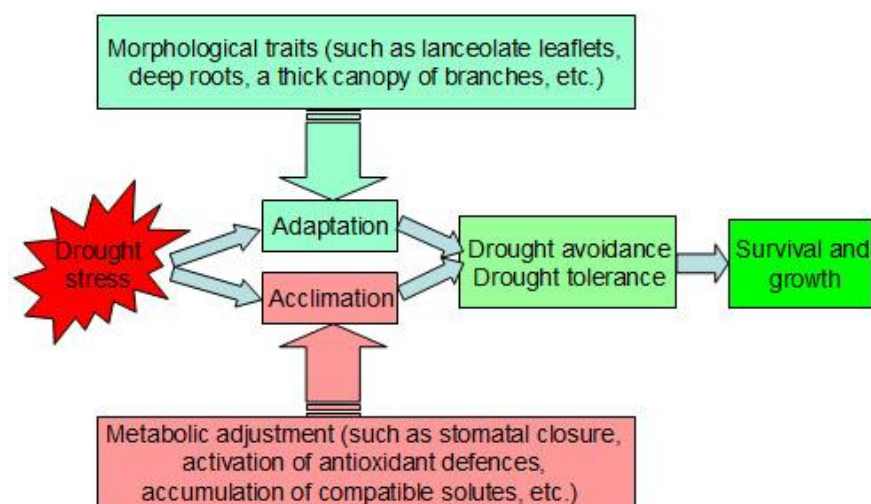 Morphological traits (such as lanceolate leaflets,
deep roots, a thick canopy of branches, etc.)
Drought
stress
Adaptation
Acclimation
Drought avoidance
Drought tolerance
Survival and
growth
Metabolic adjustment (such as stomatal closure,
activation of antioxidant defences,
accumulation of compatible solutes, etc.)